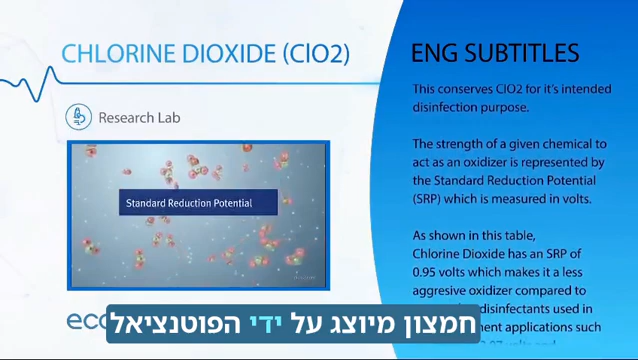 CHLORINE DIOXIDE (ClO2)
Research Lab
Standard Reduction Potential
ENG SUBTITLES
This conserves ClO2 for it's intended
disinfection purpose.
The strength of a given chemical to
act as an oxidizer is represented by
the Standard Reduction Potential
(SRP) which is measured in volts.
As shown in this table,
Chlorine Dioxide has an SRP of
0.95 volts which makes it a less
aggresive oxidizer compared to
disinfectants used in
applications such
חמצון מיוצג על ידי הפוטנציאל